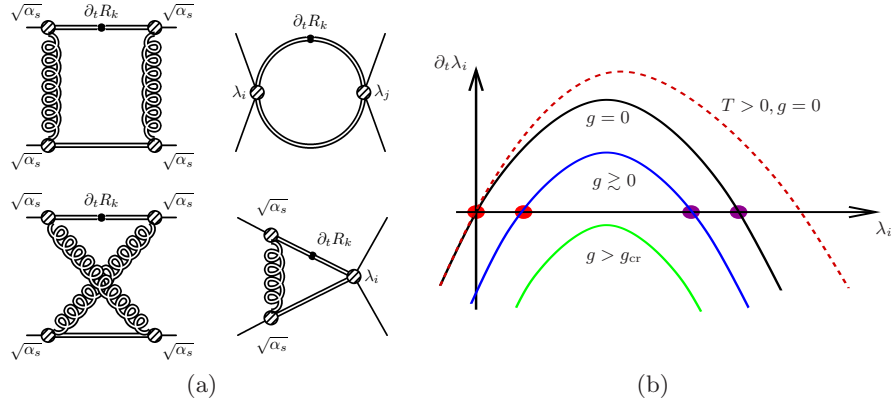 √α_s ∂_t R_k √α_s
√α_s √α_s
∂_t R_k
λ_i λ_j
√α_s ∂_t R_k √α_s
√α_s √α_s
√α_s
∂_t R_k
λ_i
√α_s
(a)
∂_t λ_i
T > 0, g = 0
g = 0
g ≳ 0
g > g_cr
λ_i
(b)